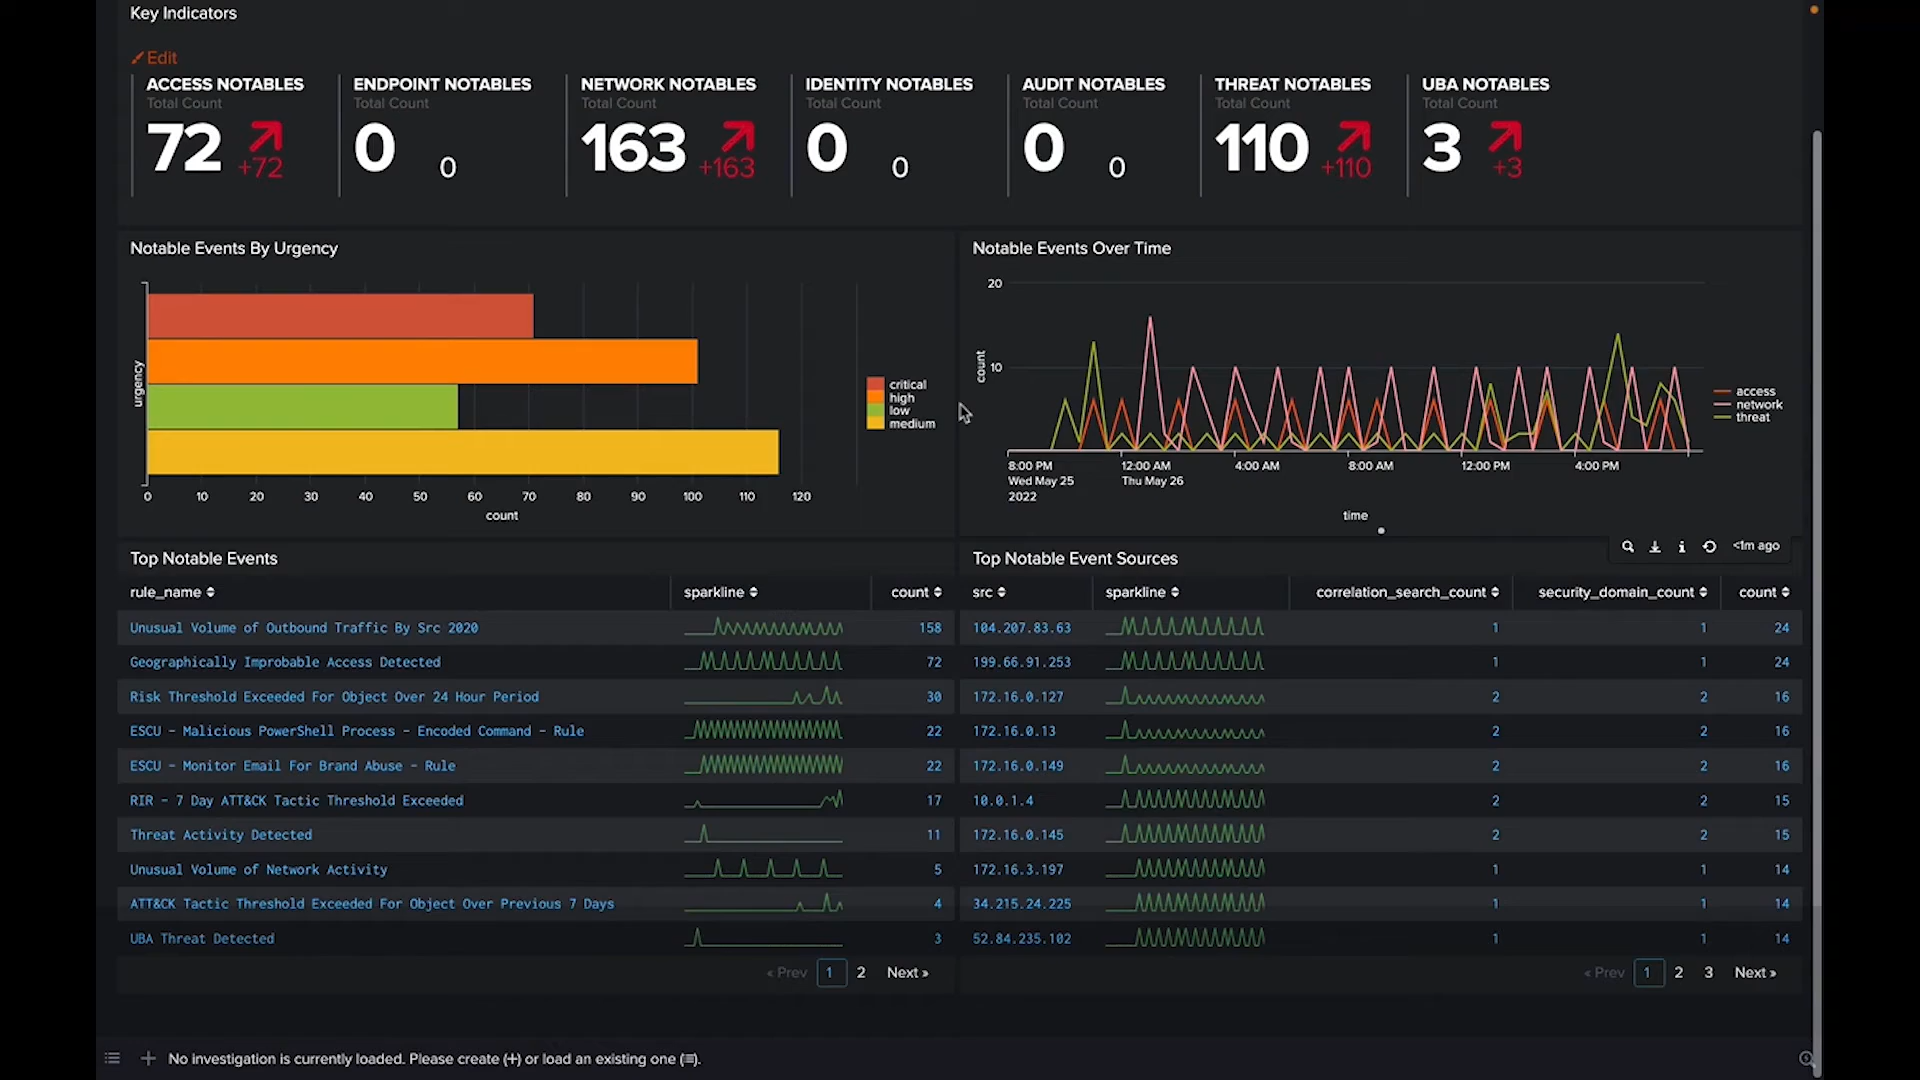 Key Indicators
Edit
ACCESS NOTABLES
Total Count
72 +72
ENDPOINT NOTABLES
Total Count
0 0
NETWORK NOTABLES
Total Count
163 +163
IDENTITY NOTABLES
Total Count
0 0
AUDIT NOTABLES
Total Count
0 0
THREAT NOTABLES
Total Count
110 +110
UBA NOTABLES
Total Count
3 +3
Notable Events By Urgency
urgency
critical
high
low
medium
0 10 20 30 40 50 60 70 80 90 100 110 120
count
Notable Events Over Time
20
10
count
access
network
threat
8:00 PM 12:00 AM 4:00 AM 8:00 AM 12:00 PM 4:00 PM
Wed May 25 Thu May 26
2022
time
Top Notable Events
rule_name sparkline count
Unusual Volume of Outbound Traffic By Src 2020 158
Geographically Improbable Access Detected 72
Risk Threshold Exceeded For Object Over 24 Hour Period 30
ESCU - Malicious PowerShell Process - Encoded Command - Rule 22
ESCU - Monitor Email For Brand Abuse - Rule 22
RIR - 7 Day ATT&CK Tactic Threshold Exceeded 17
Threat Activity Detected 11
Unusual Volume of Network Activity 5
ATT&CK Tactic Threshold Exceeded For Object Over Previous 7 Days 4
UBA Threat Detected 3
« Prev 1 2 Next »
Top Notable Event Sources
<1m ago
src sparkline correlation_search_count security_domain_count count
104.207.83.63 1 1 24
199.66.91.253 1 1 24
172.16.0.127 2 2 16
172.16.0.13 2 2 16
172.16.0.149 2 2 16
10.0.1.4 2 2 15
172.16.0.145 2 2 15
172.16.3.197 1 1 14
34.215.24.225 1 1 14
52.84.235.102 1 1 14
« Prev 1 2 3 Next »
No investigation is currently loaded. Please create (+) or load an existing one (≡).